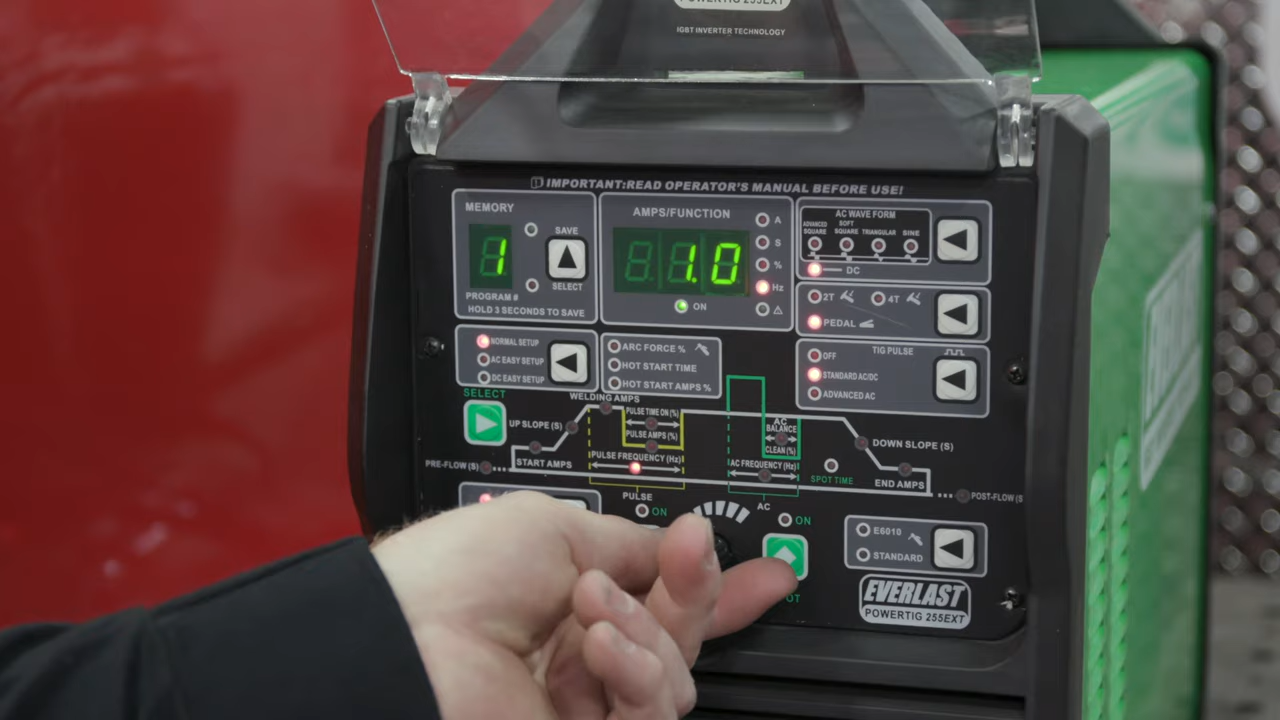 POWERTIG 255EXT
IGBT INVERTER TECHNOLOGY
IMPORTANT:READ OPERATOR'S MANUAL BEFORE USE!
MEMORY
1
SAVE
SELECT
PROGRAM #
HOLD 3 SECONDS TO SAVE
AMPS/FUNCTION
1.0
A
S
%
Hz
ON
AC WAVE FORM
ADVANCED SQUARE
SOFT SQUARE
TRIANGULAR
SINE
DC
2T
4T
PEDAL
NORMAL SETUP
AC EASY SETUP
DC EASY SETUP
ARC FORCE %
HOT START TIME
HOT START AMPS %
TIG PULSE
OFF
STANDARD AC/DC
ADVANCED AC
SELECT
WELDING AMPS
UP SLOPE (S)
PULSE TIME ON (%)
PULSE AMPS (%)
PULSE FREQUENCY (Hz)
START AMPS
PRE-FLOW (S)
AC BALANCE
CLEAN (%)
AC FREQUENCY (Hz)
SPOT TIME
DOWN SLOPE (S)
END AMPS
POST-FLOW (S
PULSE
ON
AC
ON
E6010
STANDARD
EVERLAST
POWERTIG 255EXT